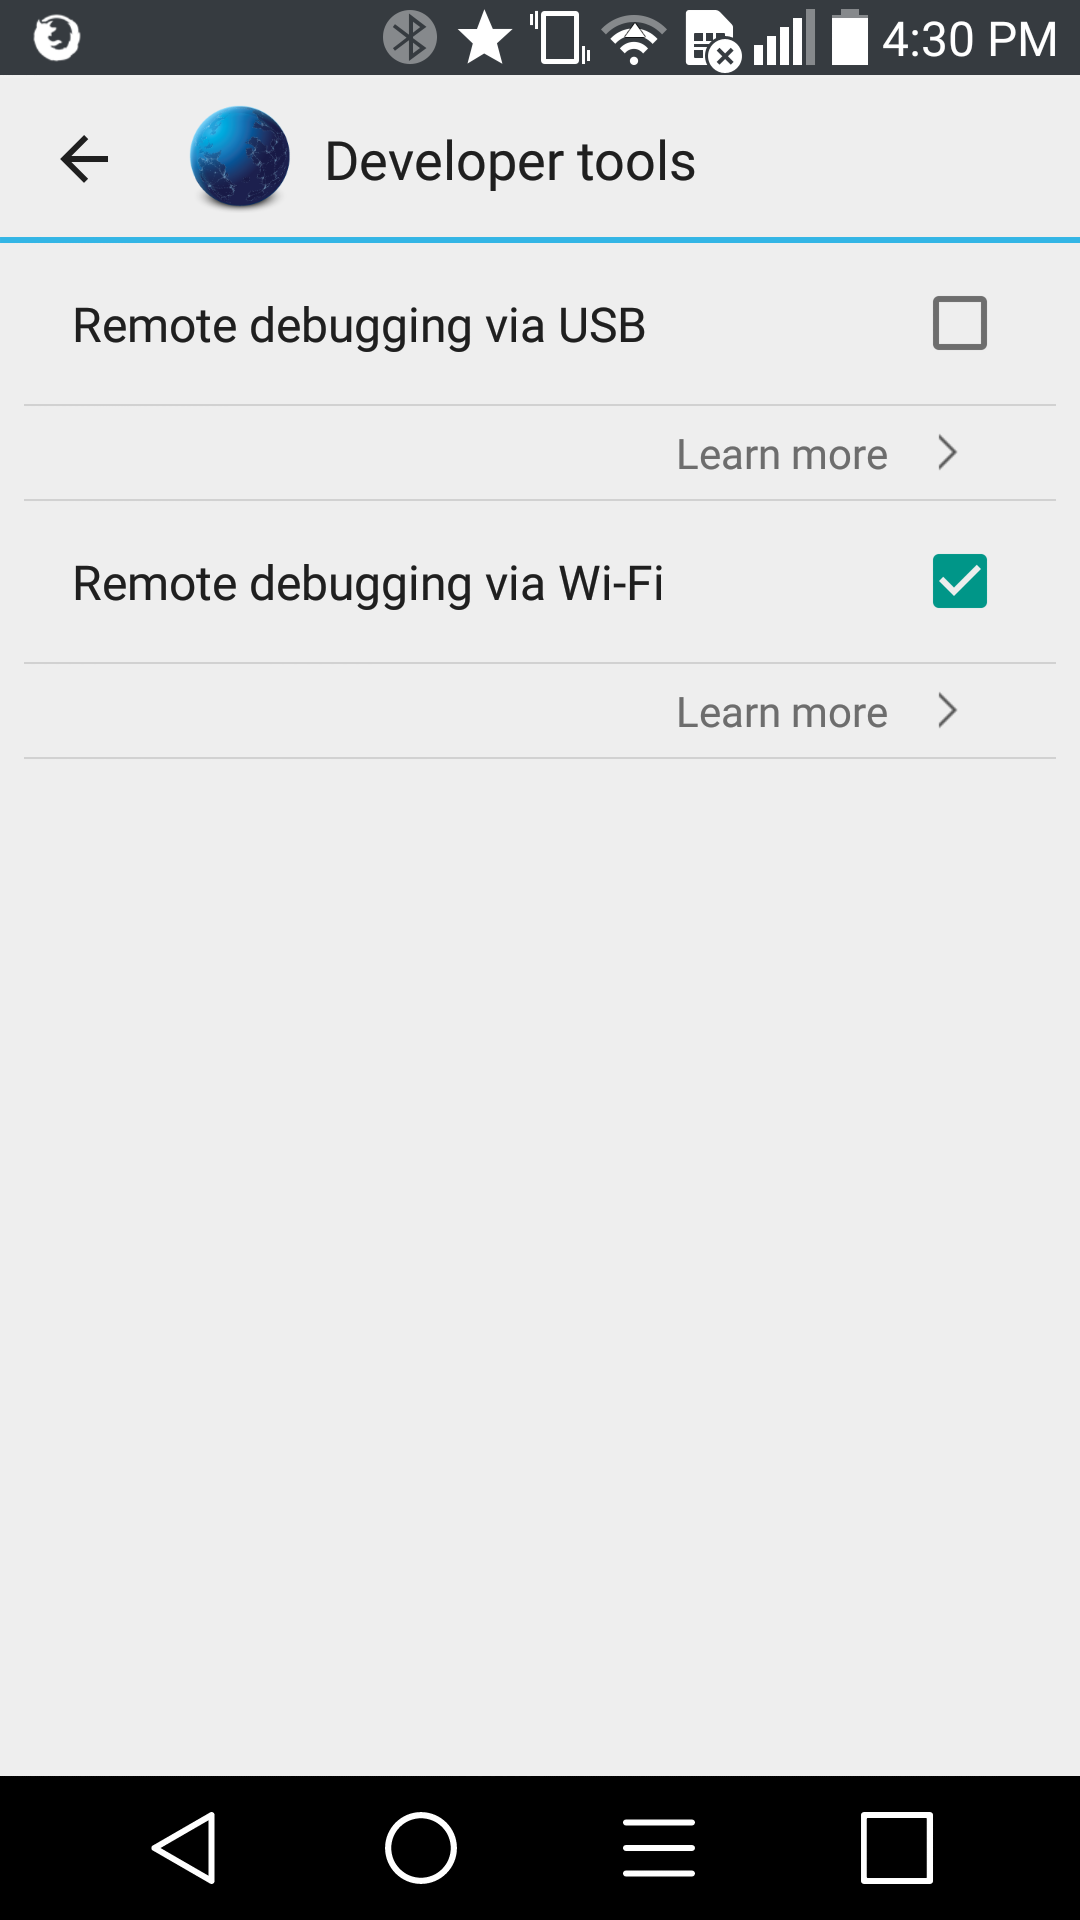 4:30 PM
Developer tools
Remote debugging via USB
Learn more
Remote debugging via Wi-Fi
Learn more